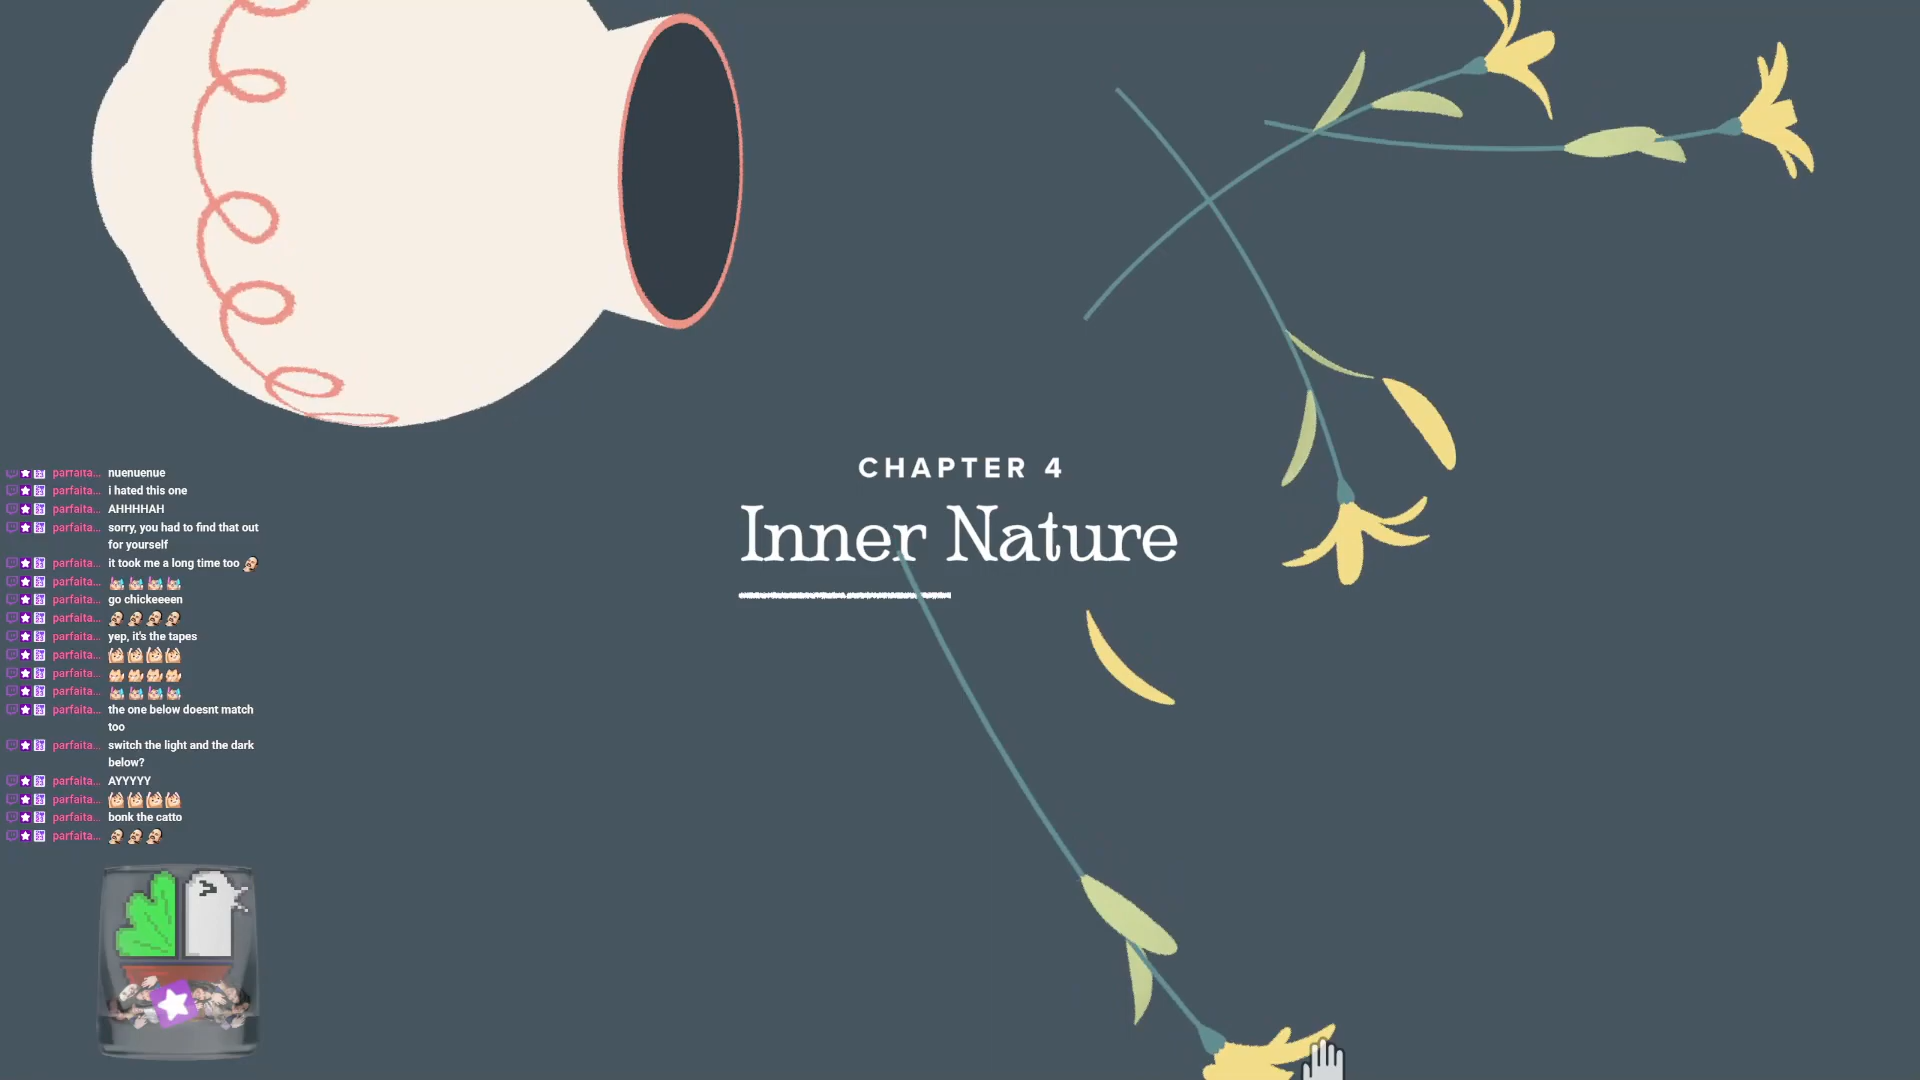 parfaita... nuenuenue
parfaita... i hated this one
parfaita... AHHHHAH
parfaita... sorry, you had to find that out
for yourself
parfaita... it took me a long time too
parfaita...
parfaita... go chickeeeen
parfaita...
parfaita... yep, it's the tapes
parfaita...
parfaita...
parfaita...
parfaita... the one below doesnt match
too
parfaita... switch the light and the dark
below?
parfaita... AYYYYY
parfaita...
parfaita... bonk the catto
parfaita...
CHAPTER 4
Inner Nature